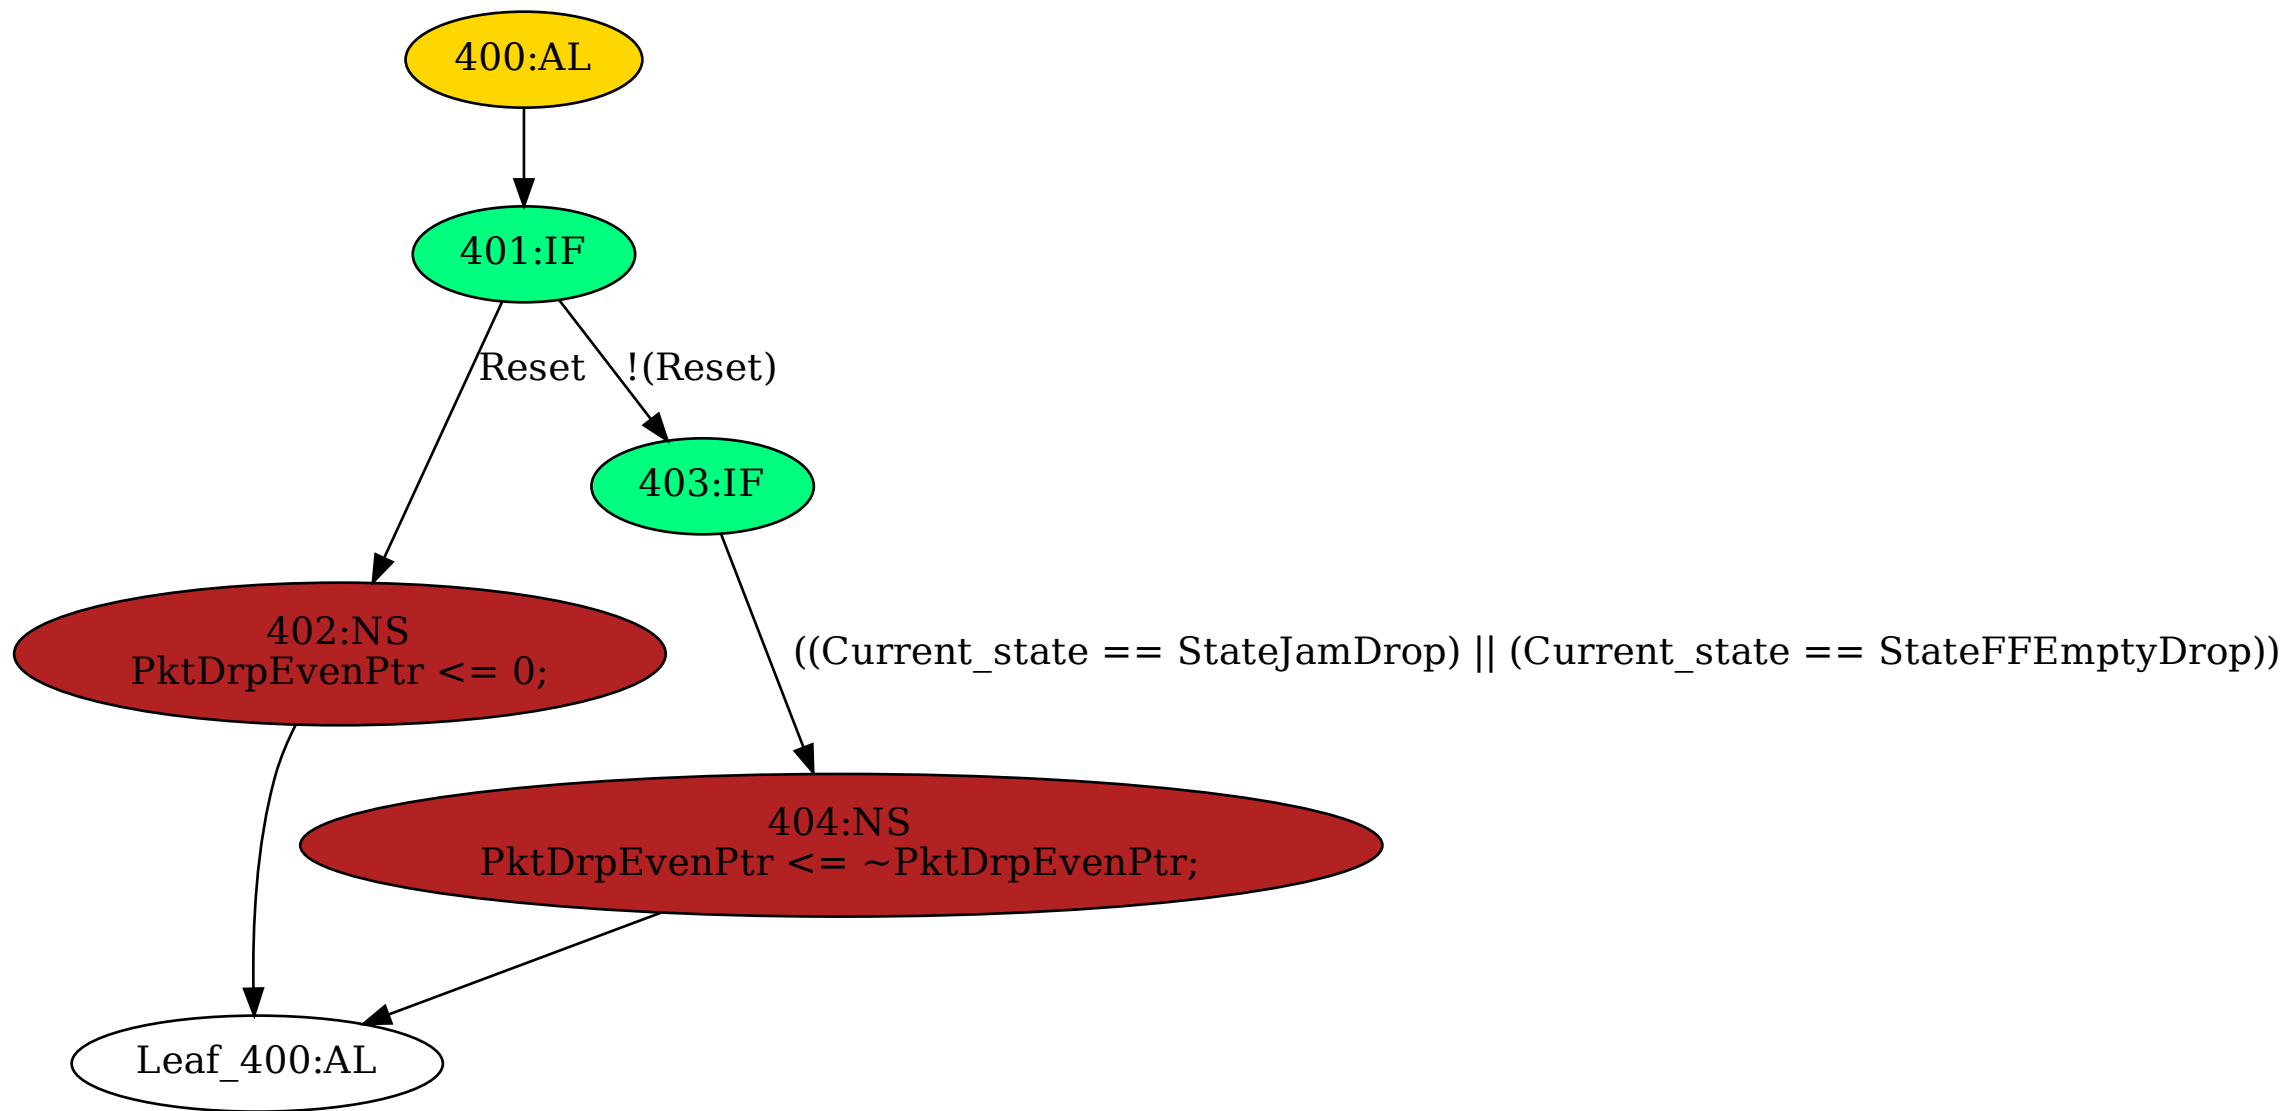 400:AL
401:IF
Reset
!(Reset)
403:IF
402:NS
PktDrpEvenPtr <= 0;
((Current_state == StateJamDrop) || (Current_state == StateFFEmptyDrop))
404:NS
PktDrpEvenPtr <= ~PktDrpEvenPtr;
Leaf_400:AL